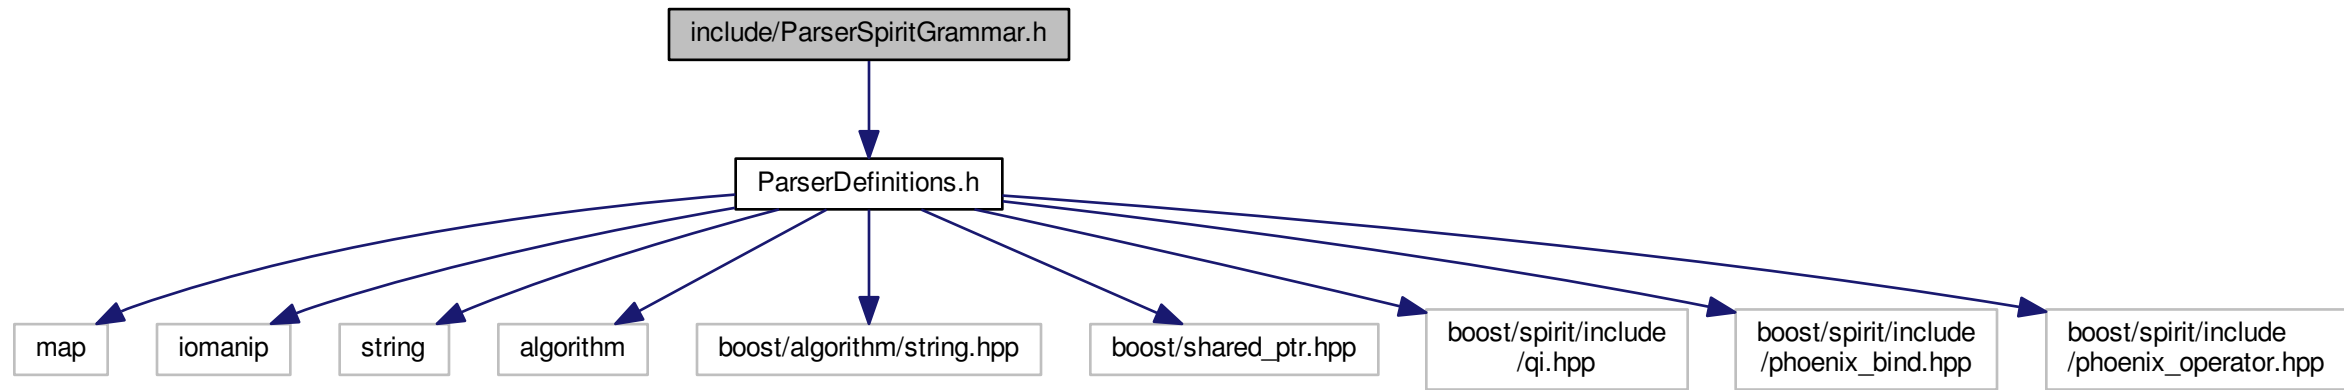 include/ParserSpiritGrammar.h
ParserDefinitions.h
map
iomanip
string
algorithm
boost/algorithm/string.hpp
boost/shared_ptr.hpp
boost/spirit/include
/qi.hpp
boost/spirit/include
/phoenix_bind.hpp
boost/spirit/include
/phoenix_operator.hpp